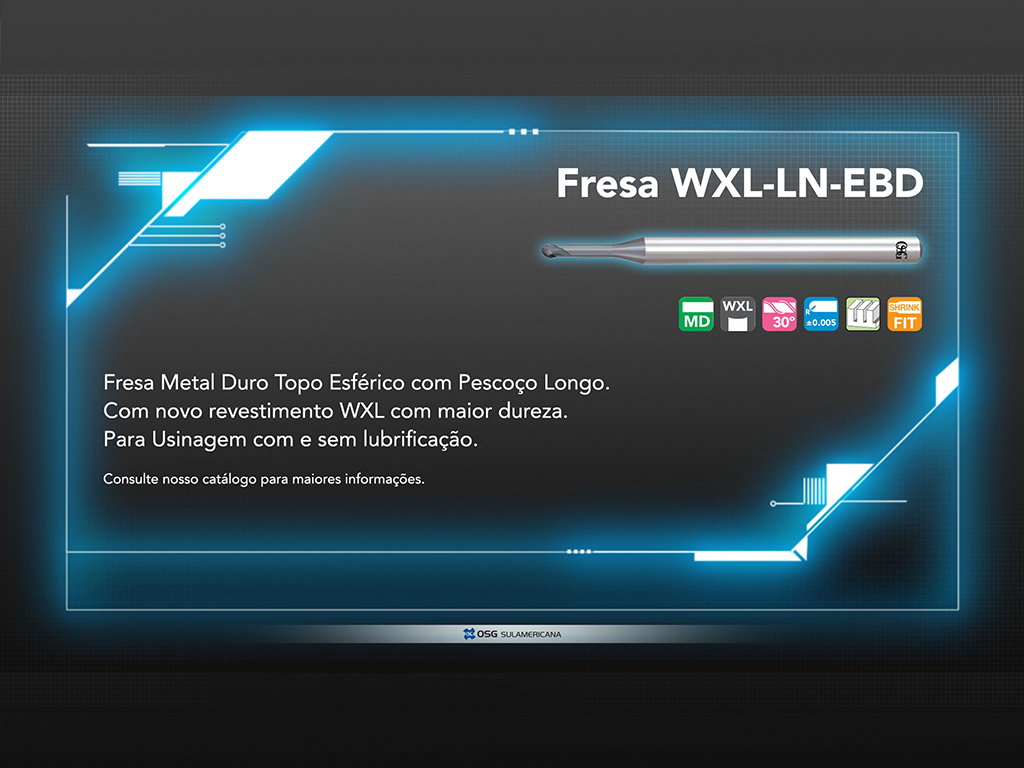 Fresa WXL-LN-EBD
OSG
MD
WXL
30°
R
±0.005
SHRINK
FIT
Fresa Metal Duro Topo Esférico com Pescoço Longo.
Com novo revestimento WXL com maior dureza.
Para Usinagem com e sem lubrificação.
Consulte nosso catálogo para maiores informações.
OSG SULAMERICANA